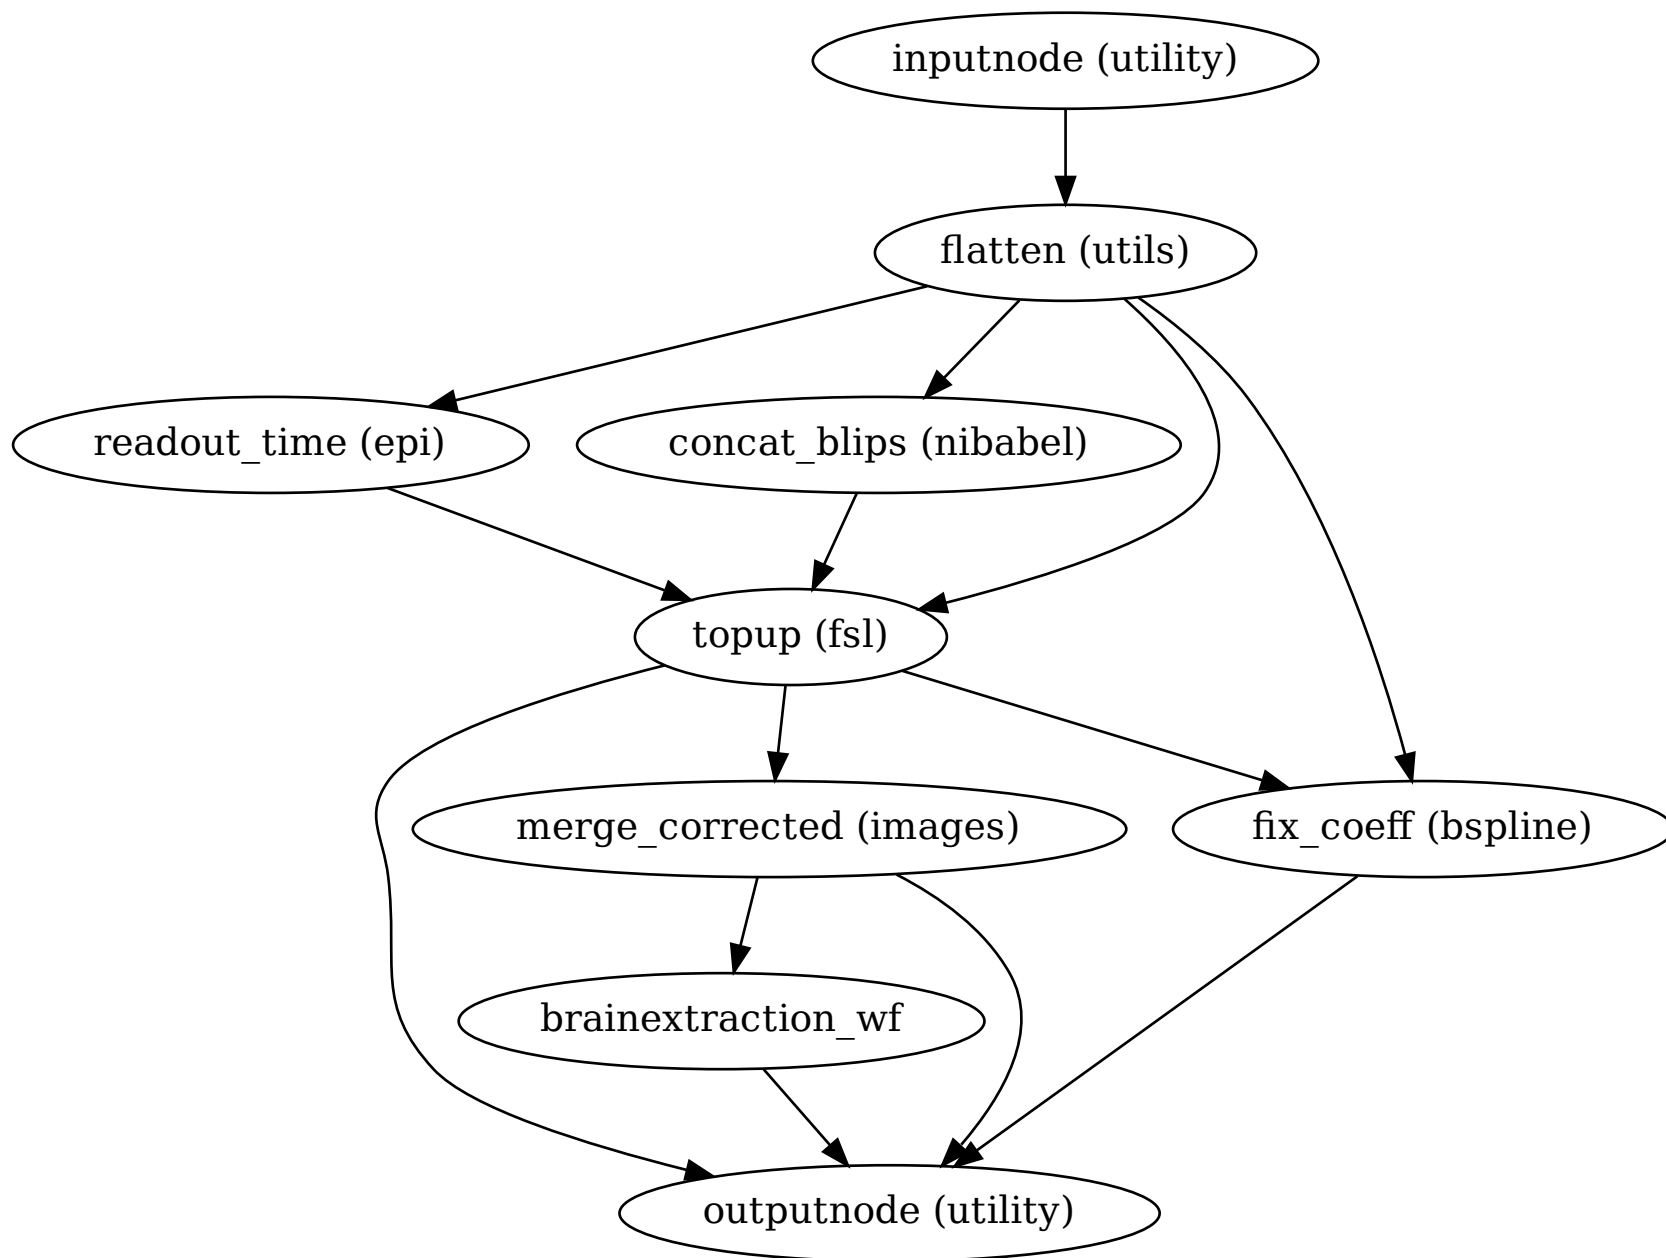 inputnode (utility)
flatten (utils)
readout_time (epi)
concat_blips (nibabel)
topup (fsl)
merge_corrected (images)
fix_coeff (bspline)
brainextraction_wf
outputnode (utility)